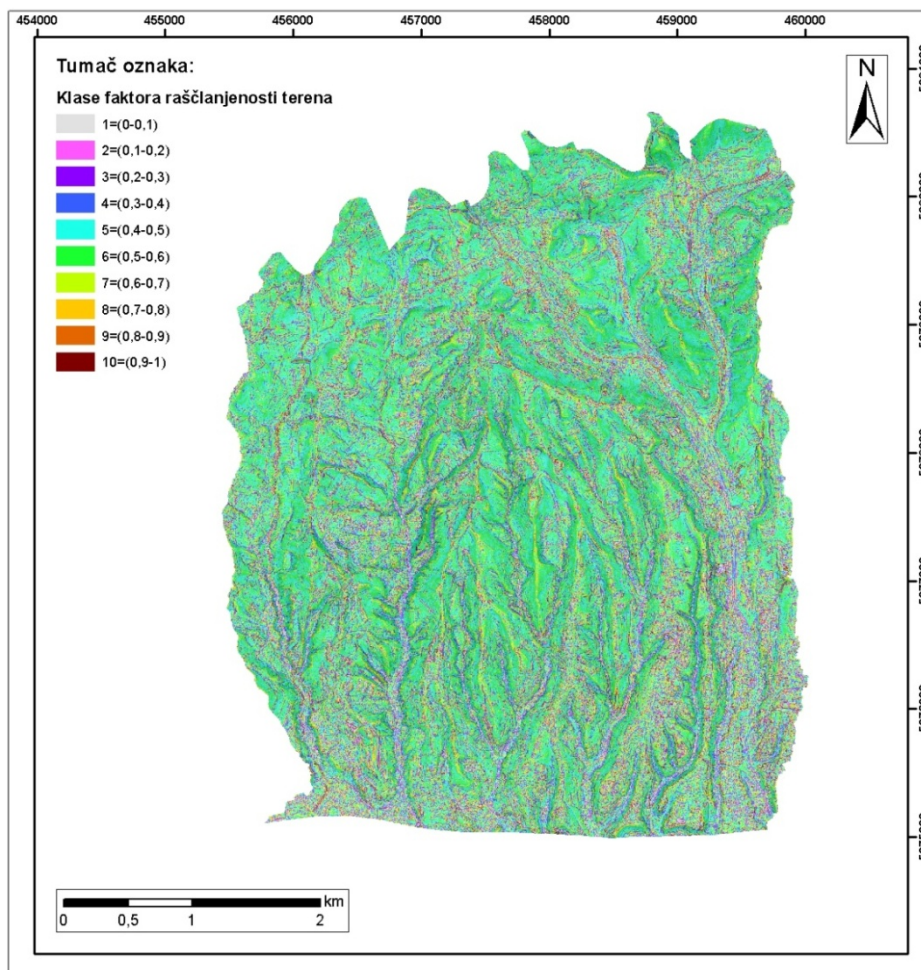 454000 455000 456000 457000 458000 459000 460000
Tumač oznaka:
N
Klase faktora raščlanjenosti terena
1=(0-0,1)
2=(0,1-0,2)
3=(0,2-0,3)
4=(0,3-0,4)
5=(0,4-0,5)
6=(0,5-0,6)
7=(0,6-0,7)
8=(0,7-0,8)
9=(0,8-0,9)
10=(0,9-1)
km
0 0,5 1 2